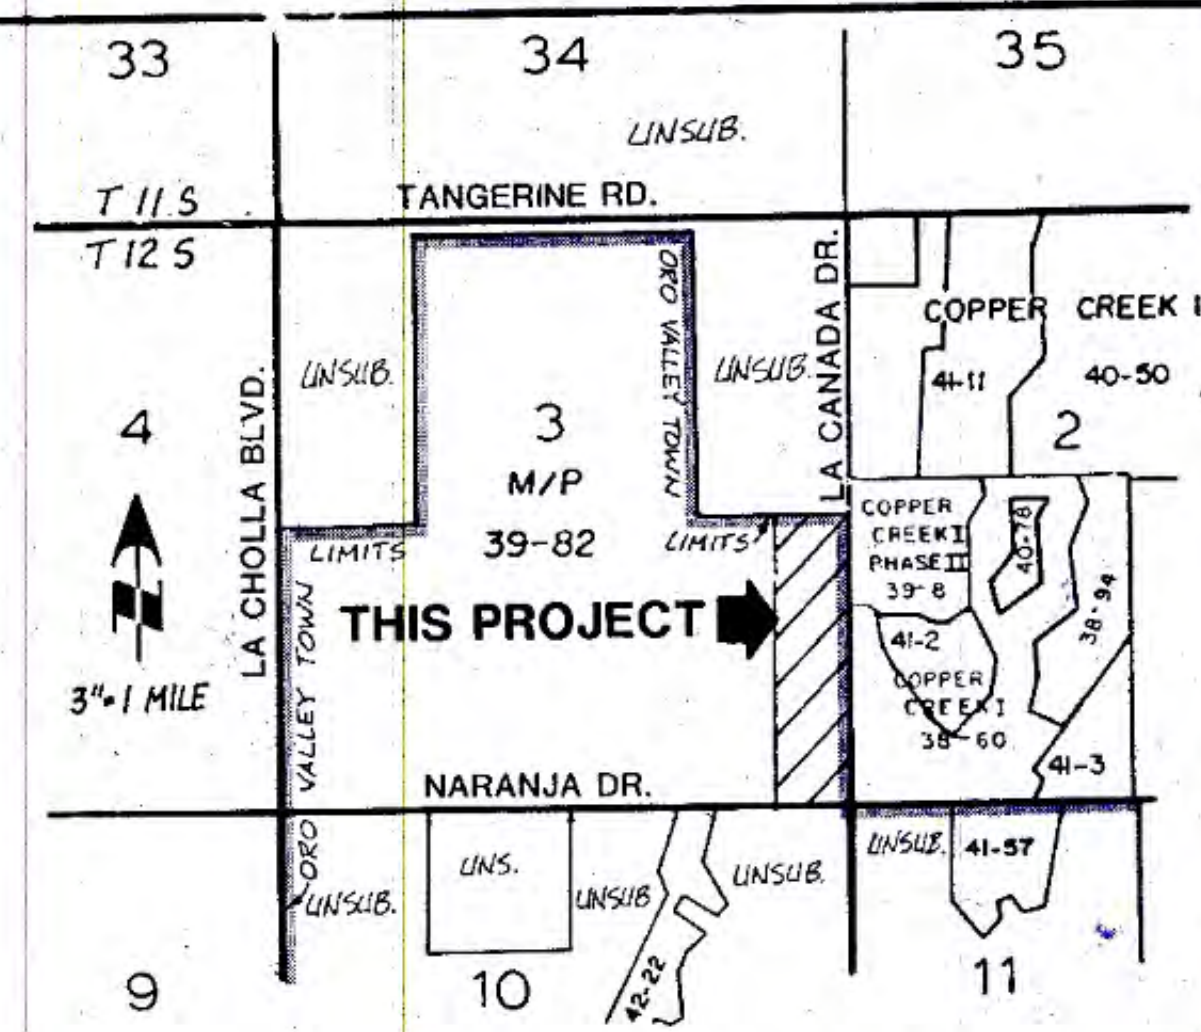 33
34
35
UNSUB.
T 11 S
TANGERINE RD.
T 12 S
LA CANADA DR.
ORO VALLEY TOWN
COPPER CREEK I
UNSUB.
UNSUB.
41-11
40-50
4
3
2
M/P
LA CHOLLA BLVD.
COPPER
CREEK I
PHASE II
39-8
40-78
39-82
LIMITS
LIMITS
38-94
THIS PROJECT
41-2
ORO VALLEY TOWN
COPPER
CREEK I
38-60
3"=1 MILE
41-3
NARANJA DR.
ORO
UNS.
UNSUB.
UNSUB
UNSUB.
UNSUB.
41-57
42-22
9
10
11